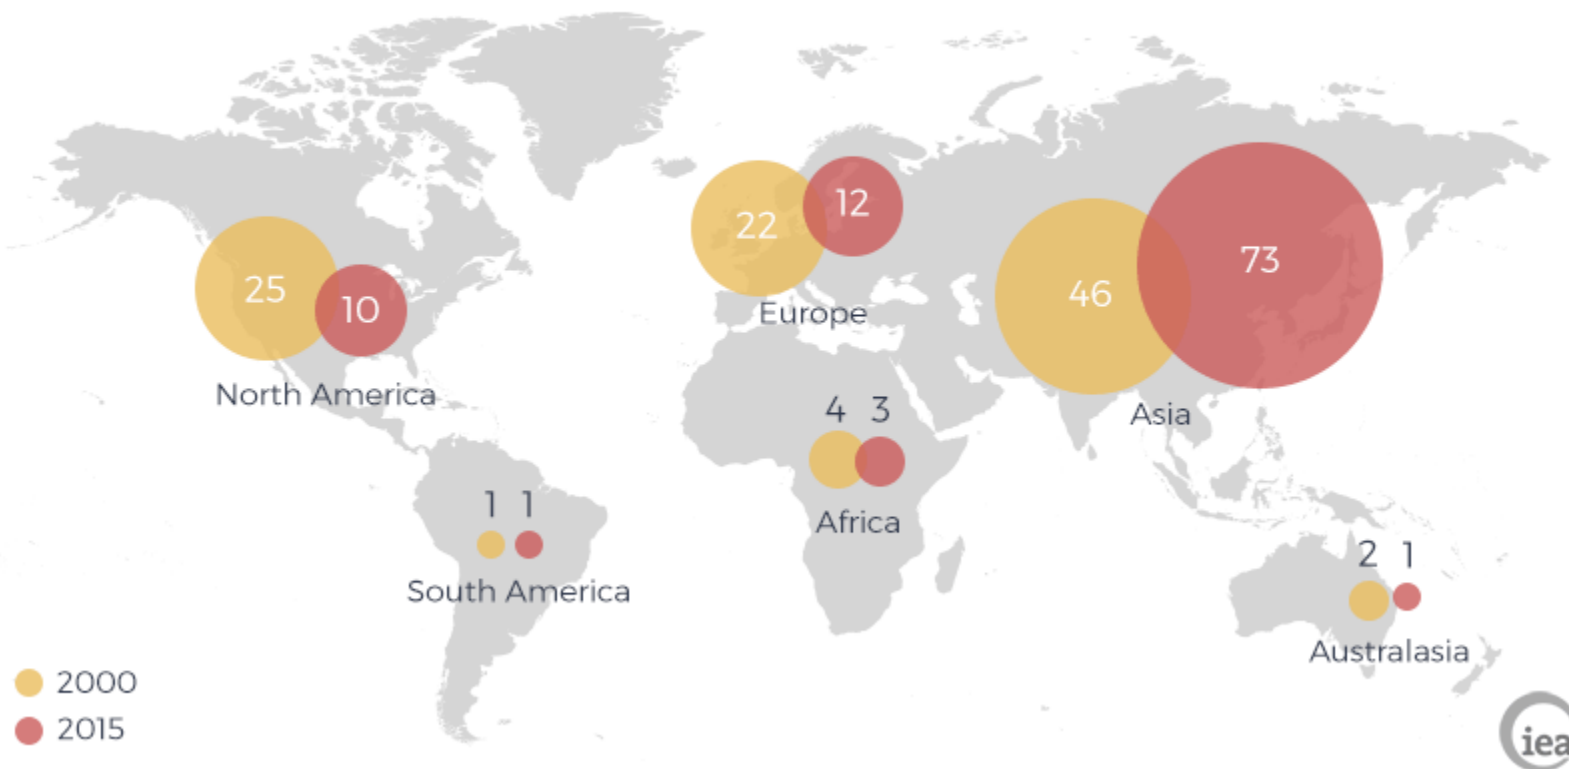 22
12
73
25
46
10
Europe
North America
4 3
Asia
1 1
Africa
2 1
South America
Australasia
2000
2015
iea